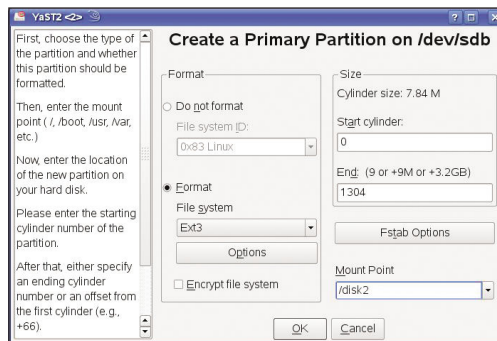 YaST2 <2>
First, choose the type of
the partition and whether
this partition should be
formatted.
Then, enter the mount
point ( /, /boot, /usr, /var,
etc.)
Now, enter the location
of the new partition on
your hard disk.
Please enter the starting
cylinder number of the
partition.
After that, either specify
an ending cylinder
number or an offset from
the first cylinder (e.g.,
+66).
Create a Primary Partition on /dev/sdb
Format
Do not format
File system ID:
0x83 Linux
Format
File system
Ext3
Options
Encrypt file system
Size
Cylinder size: 7.84 M
Start cylinder:
0
End: (9 or +9M or +3.2GB)
1304
Fstab Options
Mount Point
/disk2
OK
Cancel